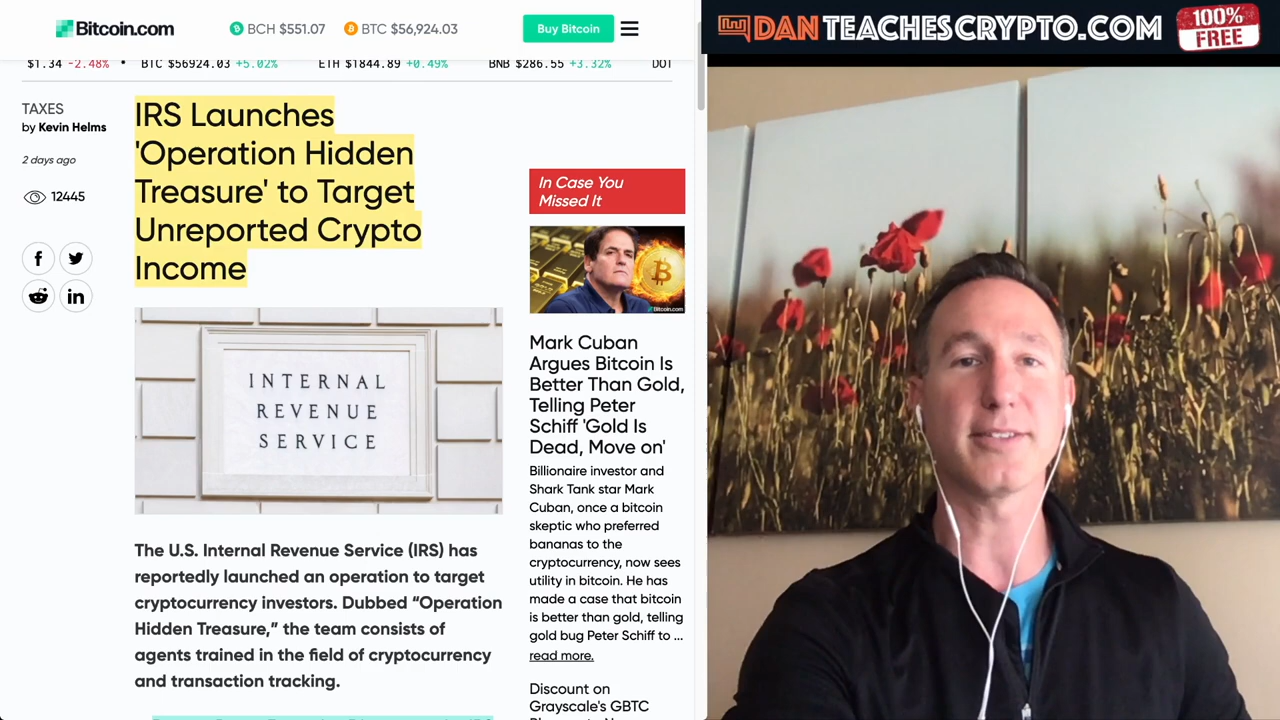 Bitcoin.com
BCH $551.07
BTC $56,924.03
Buy Bitcoin
DANTEACHESCRYPTO.COM
100%
FREE
$1.34 -2.48% • BTC $56924.03 +5.02% ETH $1844.89 +0.49% BNB $286.55 +3.32% DOT
TAXES
by Kevin Helms
2 days ago
12445
IRS Launches
'Operation Hidden
Treasure' to Target
Unreported Crypto
Income
INTERNAL
REVENUE
SERVICE
The U.S. Internal Revenue Service (IRS) has
reportedly launched an operation to target
cryptocurrency investors. Dubbed “Operation
Hidden Treasure,” the team consists of
agents trained in the field of cryptocurrency
and transaction tracking.
In Case You
Missed It
Bitcoin.com
Mark Cuban
Argues Bitcoin Is
Better Than Gold,
Telling Peter
Schiff 'Gold Is
Dead, Move on'
Billionaire investor and
Shark Tank star Mark
Cuban, once a bitcoin
skeptic who preferred
bananas to the
cryptocurrency, now sees
utility in bitcoin. He has
made a case that bitcoin
is better than gold, telling
gold bug Peter Schiff to ...
read more.
Discount on
Grayscale's GBTC